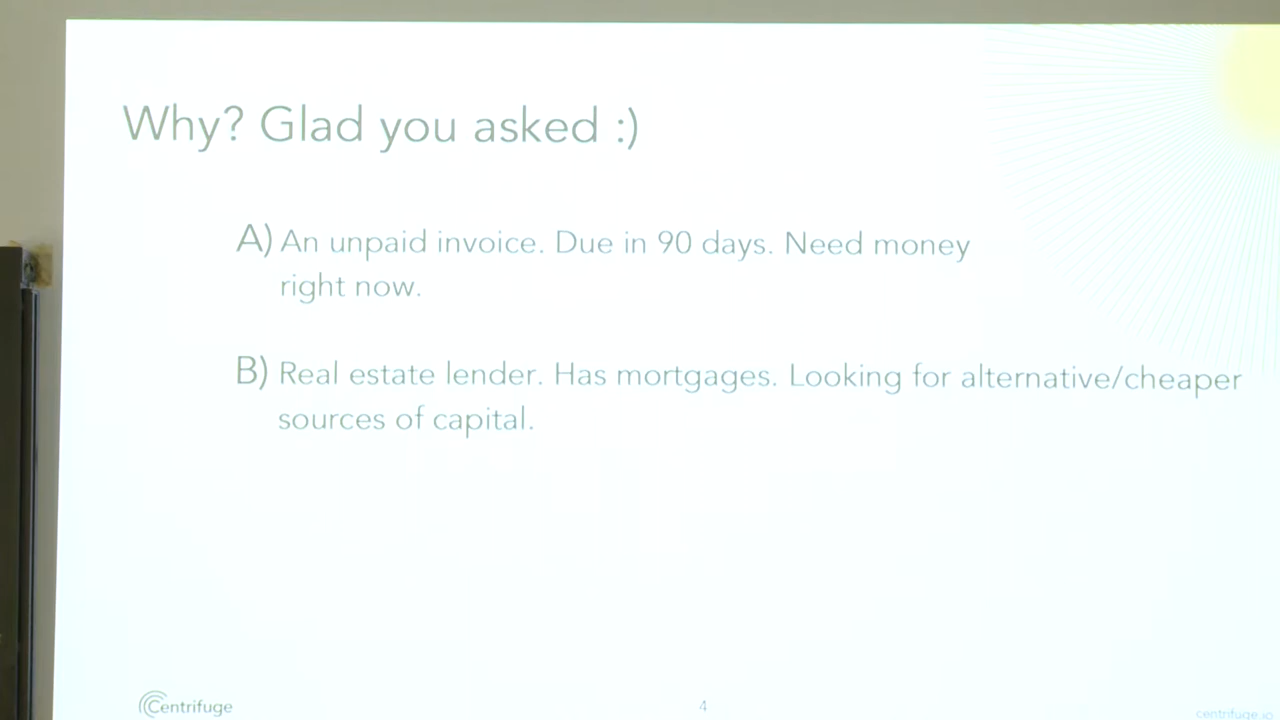 Why? Glad you asked :)
A) An unpaid invoice. Due in 90 days. Need money
right now.
B) Real estate lender. Has mortgages. Looking for alternative/cheaper
sources of capital.
Centrifuge
4
centrifuge.io